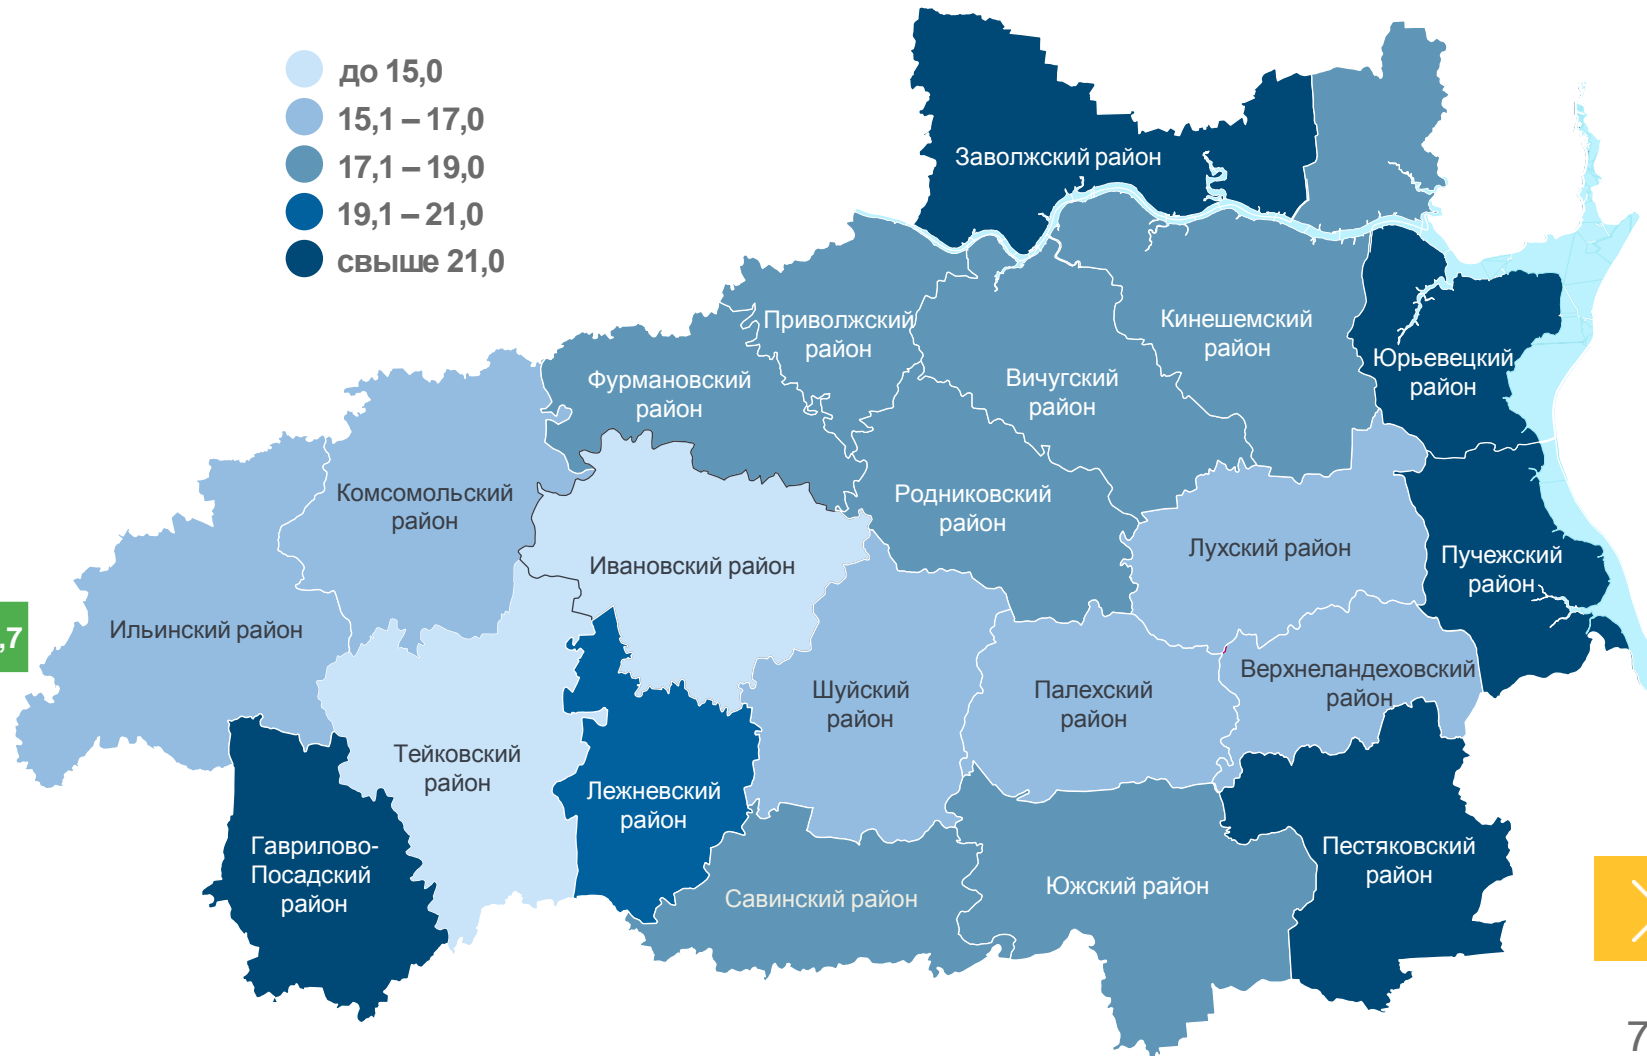 до 15,0
15,1 – 17,0
17,1 – 19,0
19,1 – 21,0
свыше 21,0
Заволжский район
Приволжский
район
Кинешемский
район
Юрьевецкий
район
Фурмановский
район
Вичугский
район
Комсомольский
район
Родниковский
район
Ивановский район
Лухский район
Пучежский
район
Ильинский район
,7
Шуйский
район
Палехский
район
Верхнеландеховский
район
Тейковский
район
Лежневский
район
Гаврилово-
Посадский
район
Савинский район
Южский район
Пестяковский
район
7